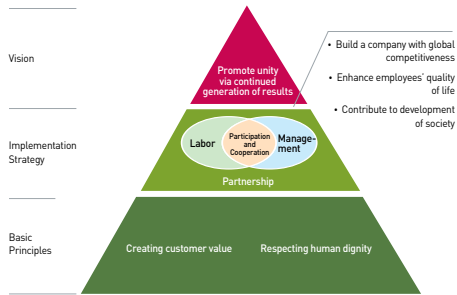 Vision
Promote unity
via continued
generation of results
• Build a company with global
competitiveness
• Enhance employees' quality
of life
• Contribute to development
of society
Implementation
Strategy
Labor
Participation
and
Cooperation
Manage-
ment
Partnership
Basic
Principles
Creating customer value
Respecting human dignity